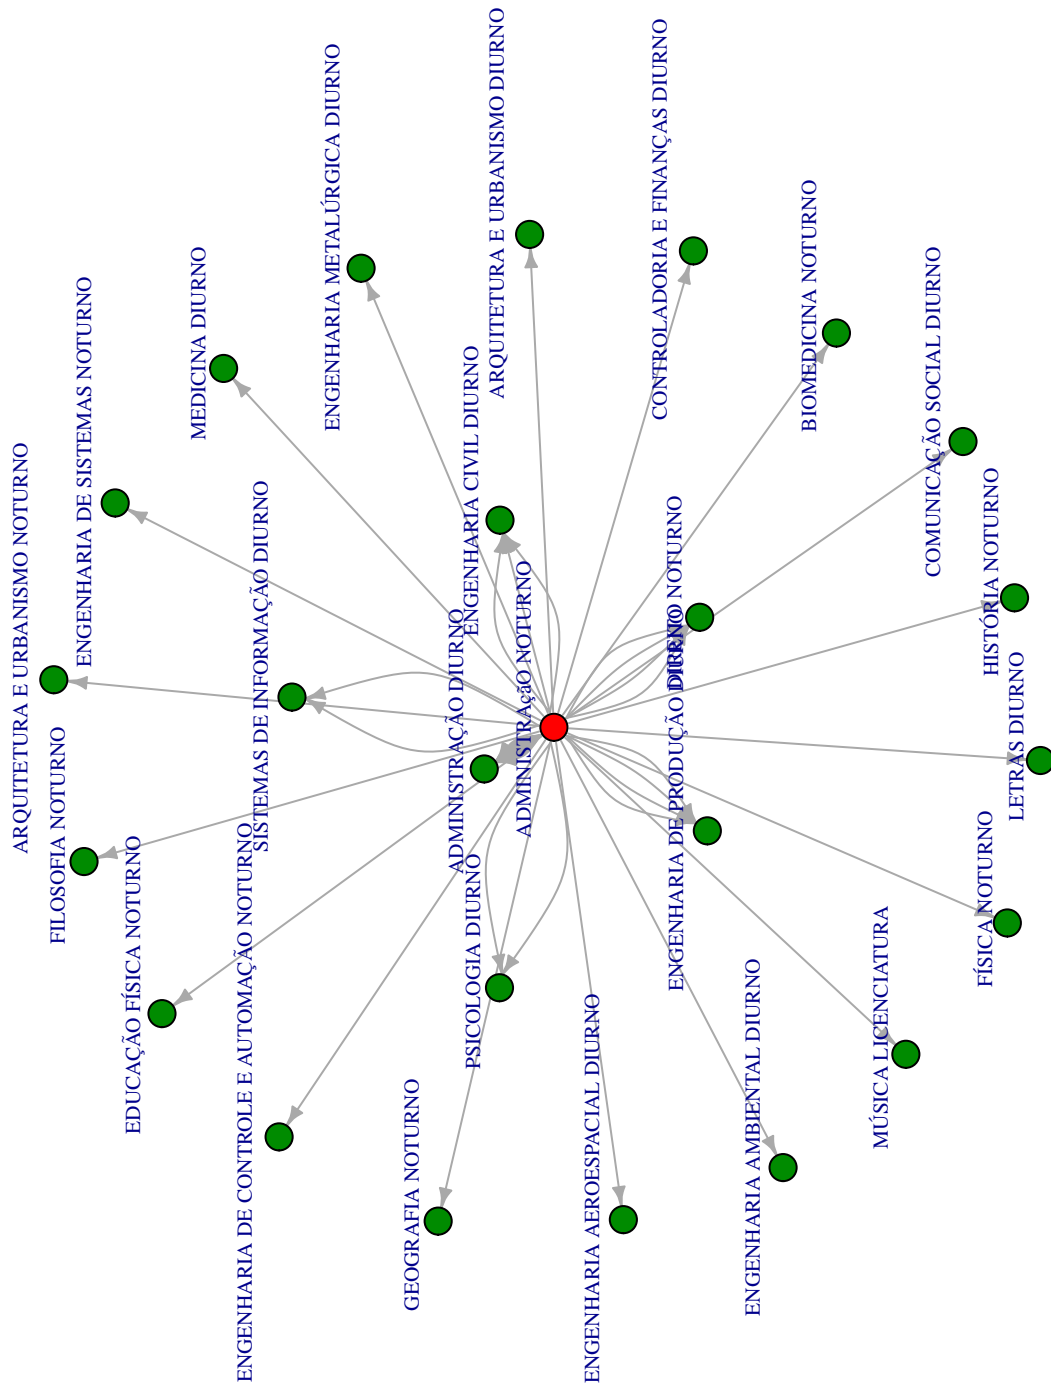 ARQUITETURA E URBANISMO NOTURNO
FILOSOFIA NOTURNO
ENGENHARIA DE SISTEMAS NOTURNO
EDUCAÇÃO FÍSICA NOTURNO
MEDICINA DIURNO
ENGENHARIA DE CONTROLE E AUTOMAÇÃO NOTURNO
SISTEMAS DE INFORMAÇÃO DIURNO
ENGENHARIA METALÚRGICA DIURNO
GEOGRAFIA NOTURNO
ADMINISTRAÇÃO DIURNO
ENGENHARIA CIVIL DIURNO
PSICOLOGIA DIURNO
ARQUITETURA E URBANISMO DIURNO
ADMINISTRAçãO NOTURNO
ENGENHARIA AEROESPACIAL DIURNO
CONTROLADORIA E FINANÇAS DIURNO
DIREITO NOTURNO
ENGENHARIA DE PRODUÇÃO DIURNO
ENGENHARIA AMBIENTAL DIURNO
BIOMEDICINA NOTURNO
MÚSICA LICENCIATURA
COMUNICAÇÃO SOCIAL DIURNO
FÍSICA NOTURNO
HISTÓRIA NOTURNO
LETRAS DIURNO